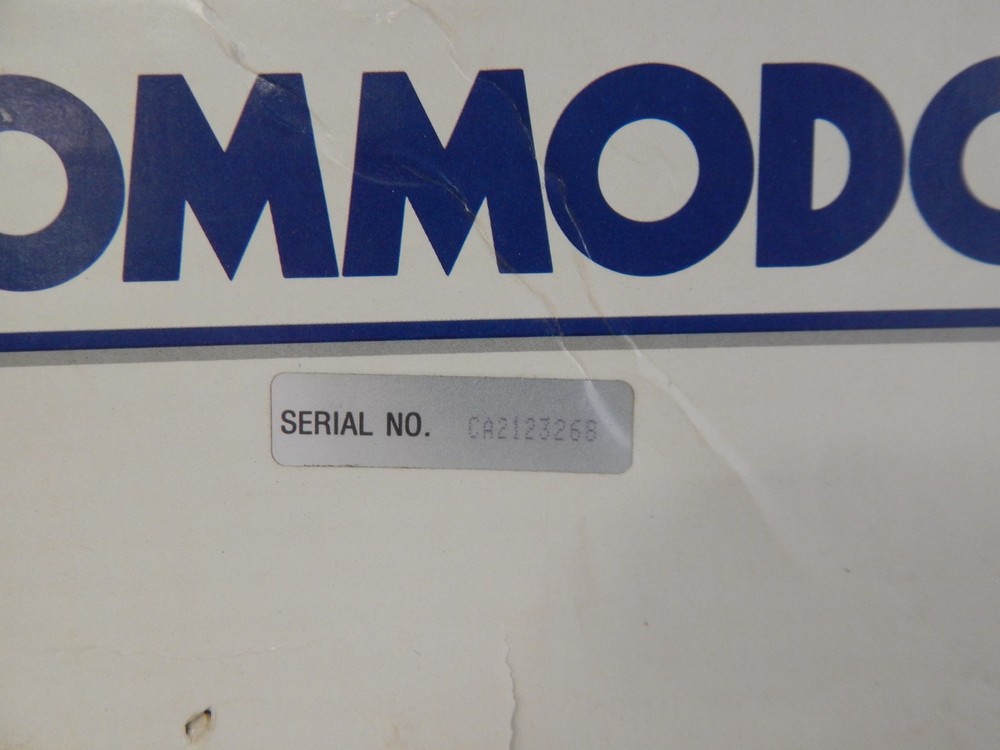 OMMODO
SERIAL NO. CA2123268